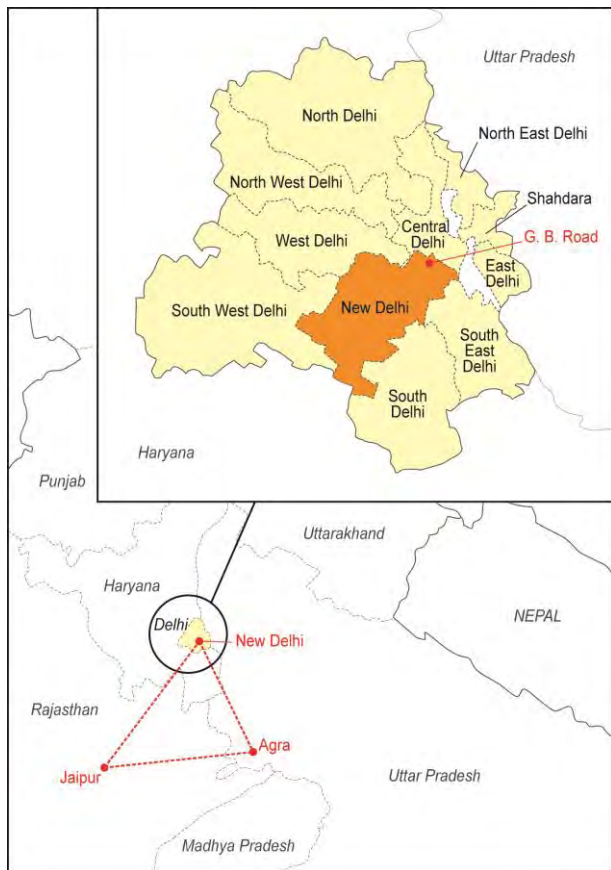 Uttar Pradesh
North Delhi
North East Delhi
North West Delhi
Shahdara
Central
Delhi
G. B. Road
West Delhi
East
Delhi
South West Delhi
New Delhi
South
East
Delhi
South
Delhi
Haryana
Punjab
Uttarakhand
Haryana
NEPAL
Delhi
New Delhi
Rajasthan
Agra
Jaipur
Uttar Pradesh
Madhya Pradesh